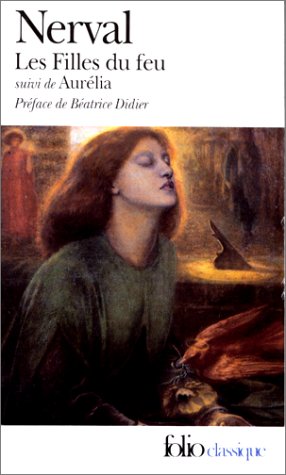 Nerval
Les Filles du feu
suivi de Aurélia
Préface de Béatrice Didier
folio classique